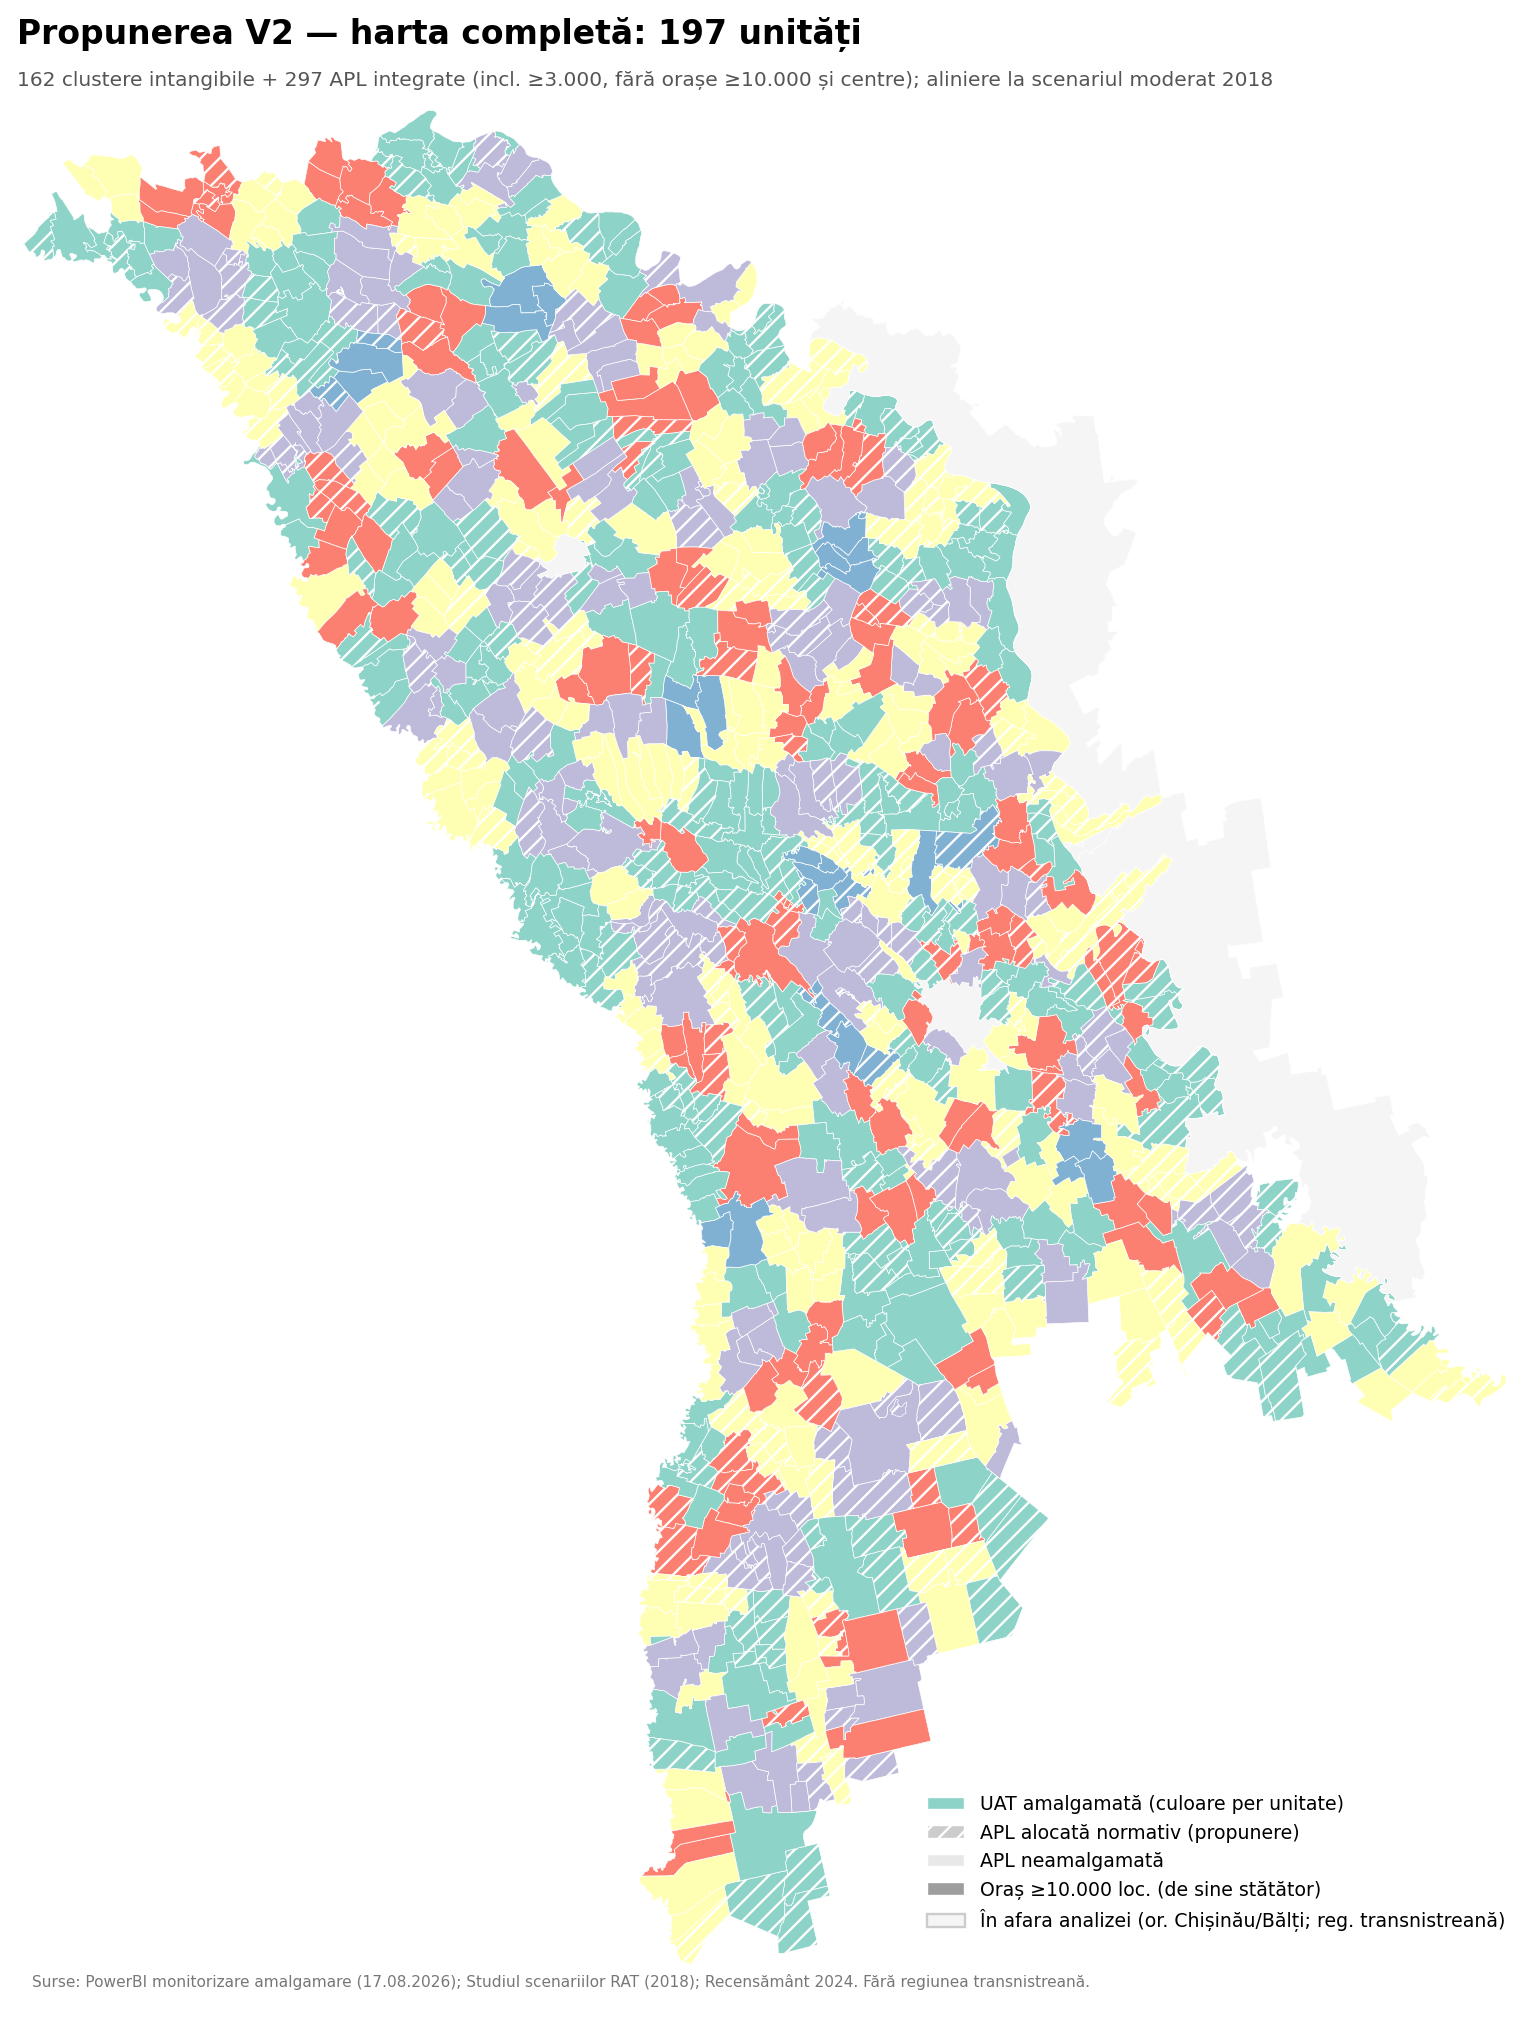 Propunerea V2 — harta completă: 197 unități
162 clustere intangibile + 297 APL integrate (incl. ≥3.000, fără orașe ≥10.000 și centre); aliniere la scenariul moderat 2018
UAT amalgamată (culoare per unitate)
APL alocată normativ (propunere)
APL neamalgamată
Oraș ≥10.000 loc. (de sine stătător)
În afara analizei (or. Chișinău/Bălți; reg. transnistreană)
Surse: PowerBI monitorizare amalgamare (17.08.2026); Studiul scenariilor RAT (2018); Recensământ 2024. Fără regiunea transnistreană.